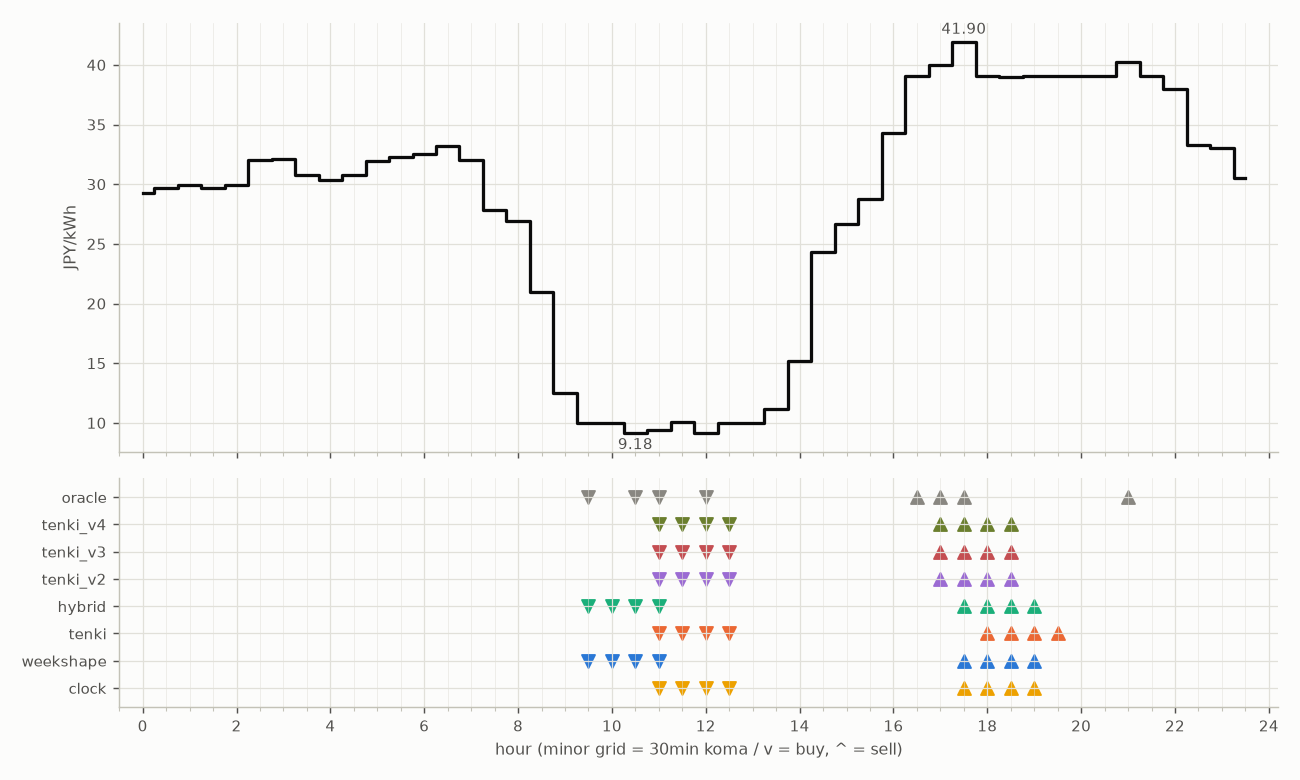 41.90
40
35
30
25
20
15
10
JPY/kWh
9.18
oracle
tenki_v4
tenki_v3
tenki_v2
hybrid
tenki
weekshape
clock
0 2 4 6 8 10 12 14 16 18 20 22 24
hour (minor grid = 30min koma / v = buy, ^ = sell)